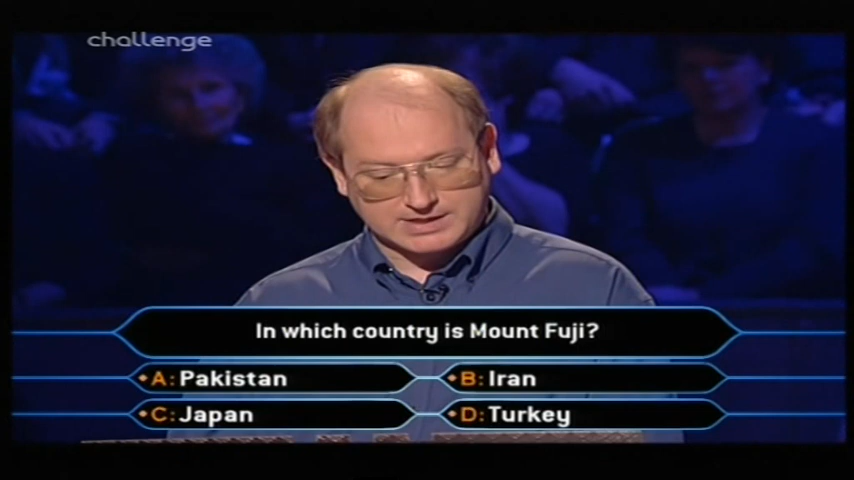 challenge
In which country is Mount Fuji?
A: Pakistan
B: Iran
C: Japan
D: Turkey